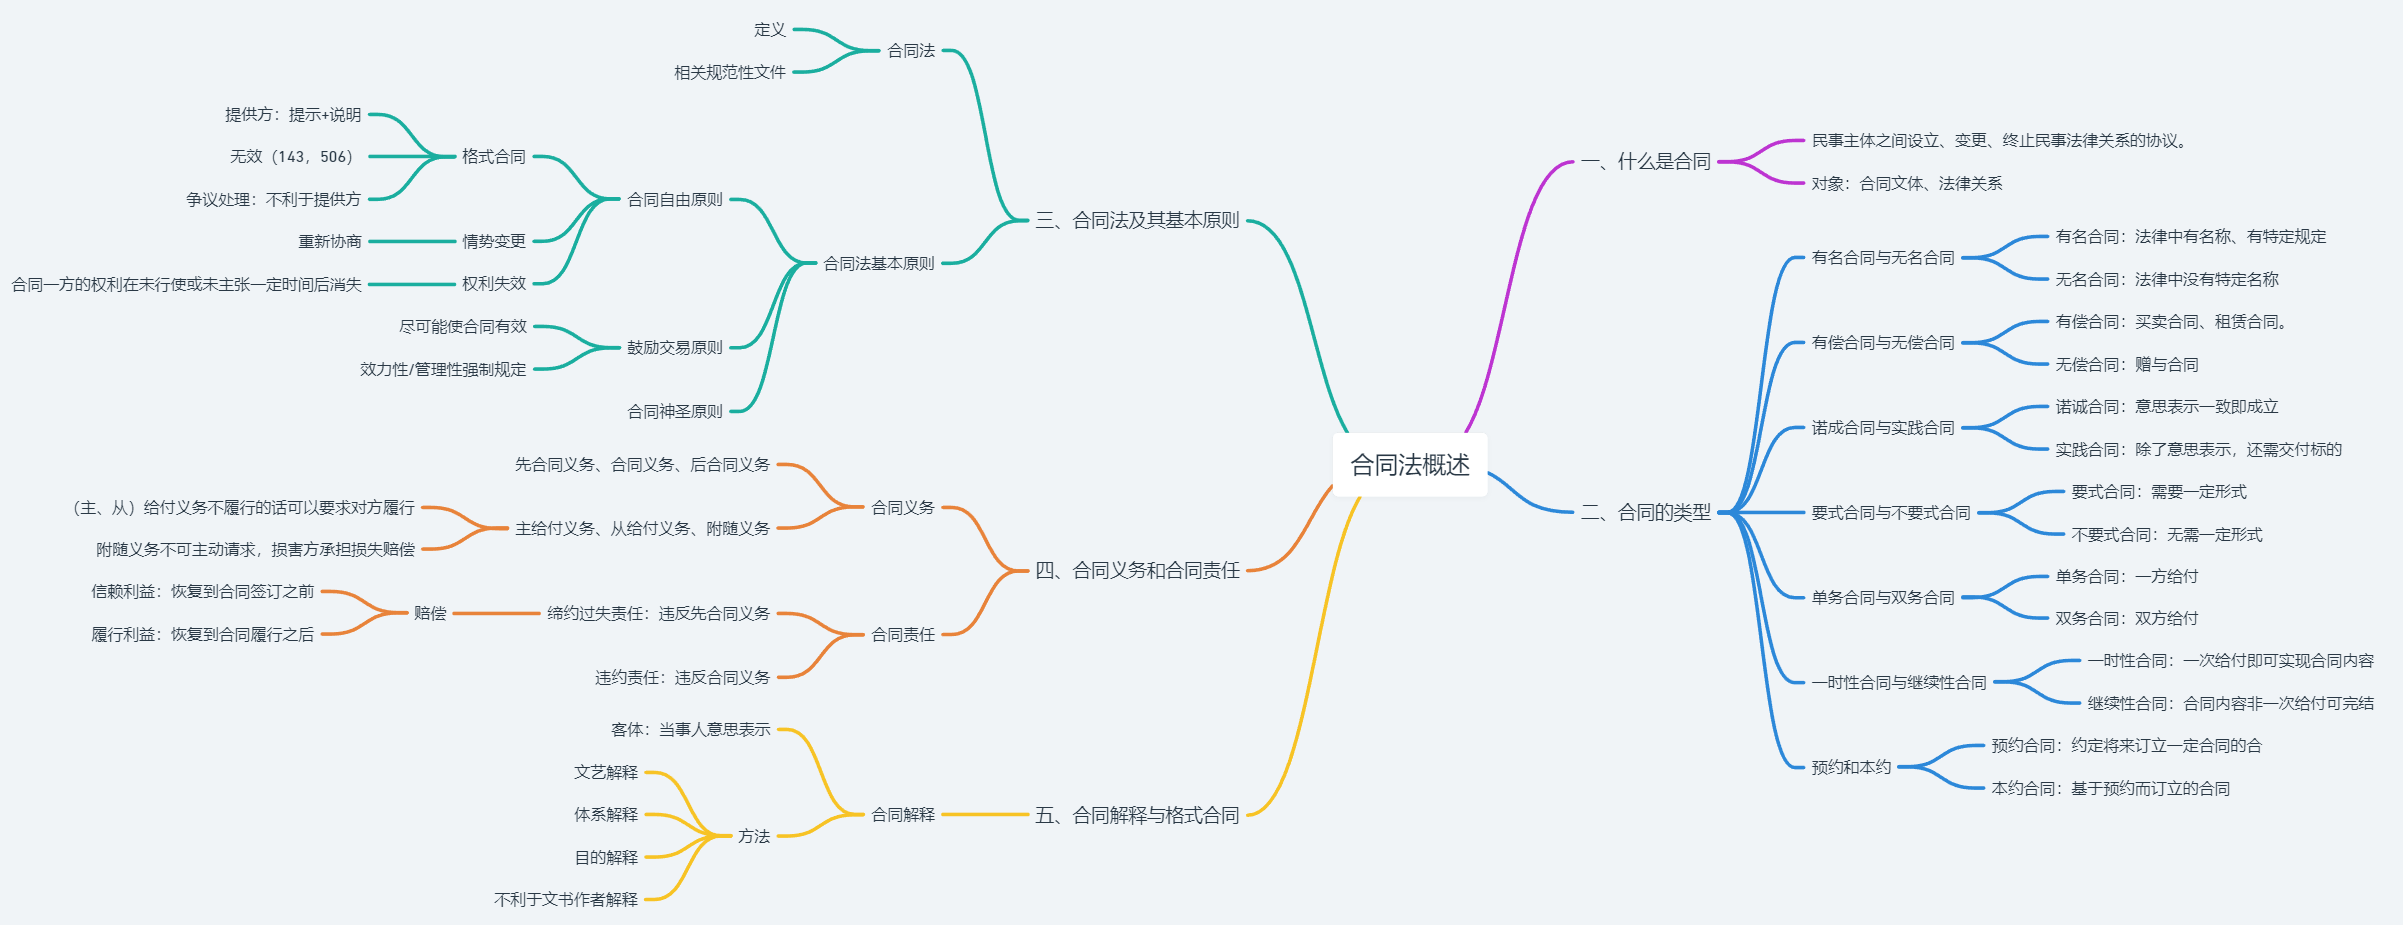 合同法概述
一、什么是合同
民事主体之间设立、变更、终止民事法律关系的协议。
对象：合同文体、法律关系
二、合同的类型
有名合同与无名合同
有名合同：法律中有名称、有特定规定
无名合同：法律中没有特定名称
有偿合同与无偿合同
有偿合同：买卖合同、租赁合同。
无偿合同：赠与合同
诺成合同与实践合同
诺诚合同：意思表示一致即成立
实践合同：除了意思表示，还需交付标的
要式合同与不要式合同
要式合同：需要一定形式
不要式合同：无需一定形式
单务合同与双务合同
单务合同：一方给付
双务合同：双方给付
一时性合同与继续性合同
一时性合同：一次给付即可实现合同内容
继续性合同：合同内容非一次给付可完结
预约和本约
预约合同：约定将来订立一定合同的合
本约合同：基于预约而订立的合同
三、合同法及其基本原则
合同法
定义
相关规范性文件
合同法基本原则
合同自由原则
格式合同
提供方：提示+说明
无效（143，506）
争议处理：不利于提供方
情势变更
重新协商
权利失效
合同一方的权利在未行使或未主张一定时间后消失
鼓励交易原则
尽可能使合同有效
效力性/管理性强制规定
合同神圣原则
四、合同义务和合同责任
合同义务
先合同义务、合同义务、后合同义务
主给付义务、从给付义务、附随义务
（主、从）给付义务不履行的话可以要求对方履行
附随义务不可主动请求，损害方承担损失赔偿
合同责任
缔约过失责任：违反先合同义务
赔偿
信赖利益：恢复到合同签订之前
履行利益：恢复到合同履行之后
违约责任：违反合同义务
五、合同解释与格式合同
合同解释
客体：当事人意思表示
方法
文艺解释
体系解释
目的解释
不利于文书作者解释